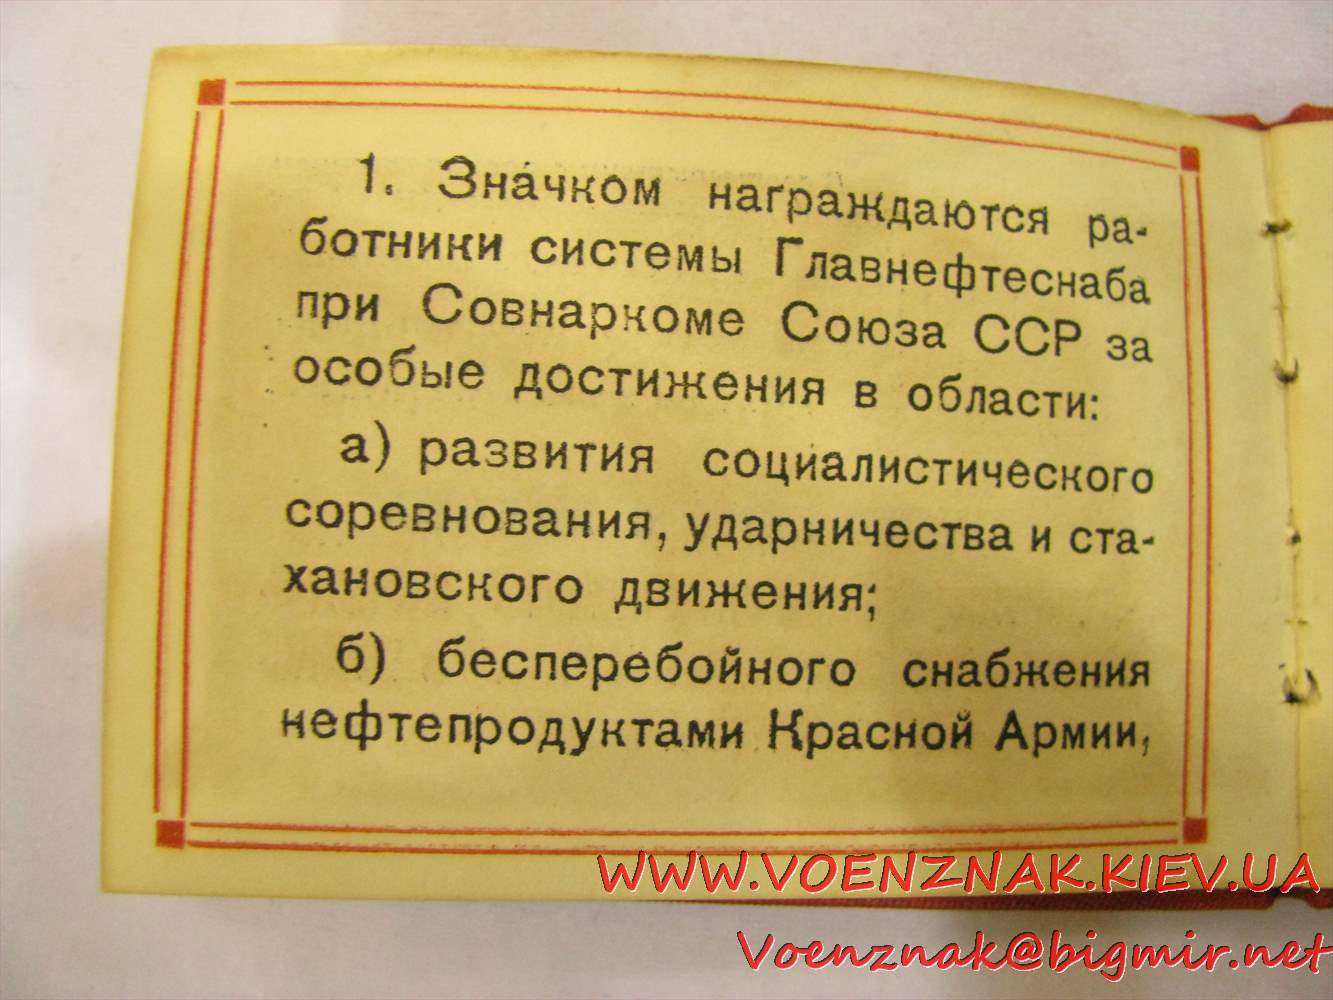 1. Значком награждаются ра-
ботники системы Главнефтеснаба
при Совнаркоме Союза ССР за
особые достижения в области:
а) развития социалистического
соревнования, ударничества и ста-
хановского движения;
б) бесперебойного снабжения
нефтепродуктами Красной Армии,
WWW.VOENZNAK.KIEV.UA
Voenznak@bigmir.net